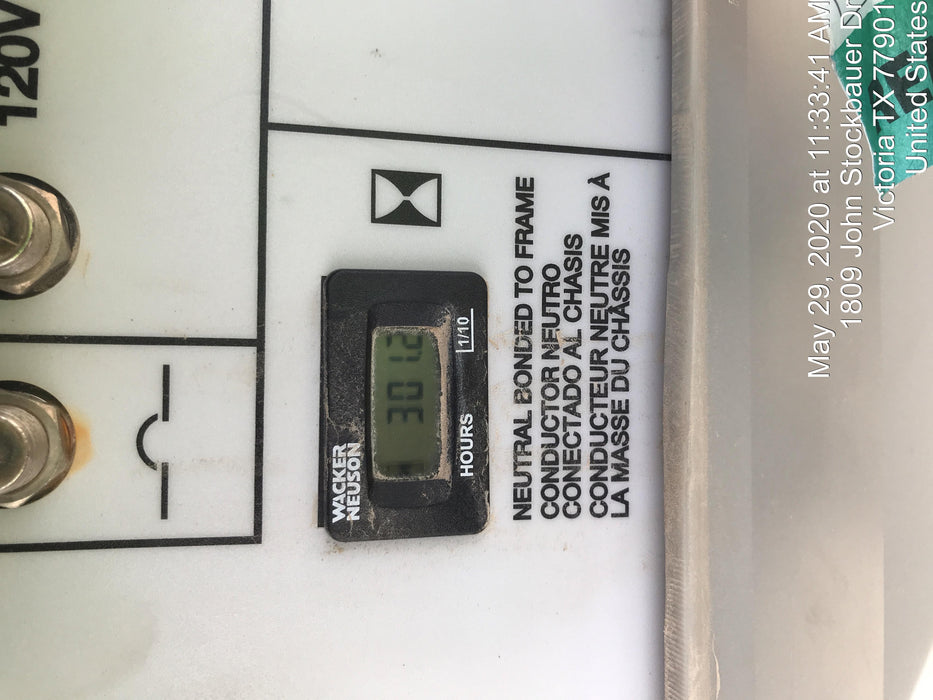 120V
WACKER
NEUSON
301.2
HOURS
1/10
NEUTRAL BONDED TO FRAME
CONDUCTOR NEUTRO
CONECTADO AL CHASIS
CONDUCTEUR NEUTRE MIS À
LA MASSE DU CHÂSSIS
May 29, 2020 at 11:33:41 AM
1809 John Stockbauer Dr
Victoria TX 77901
United States